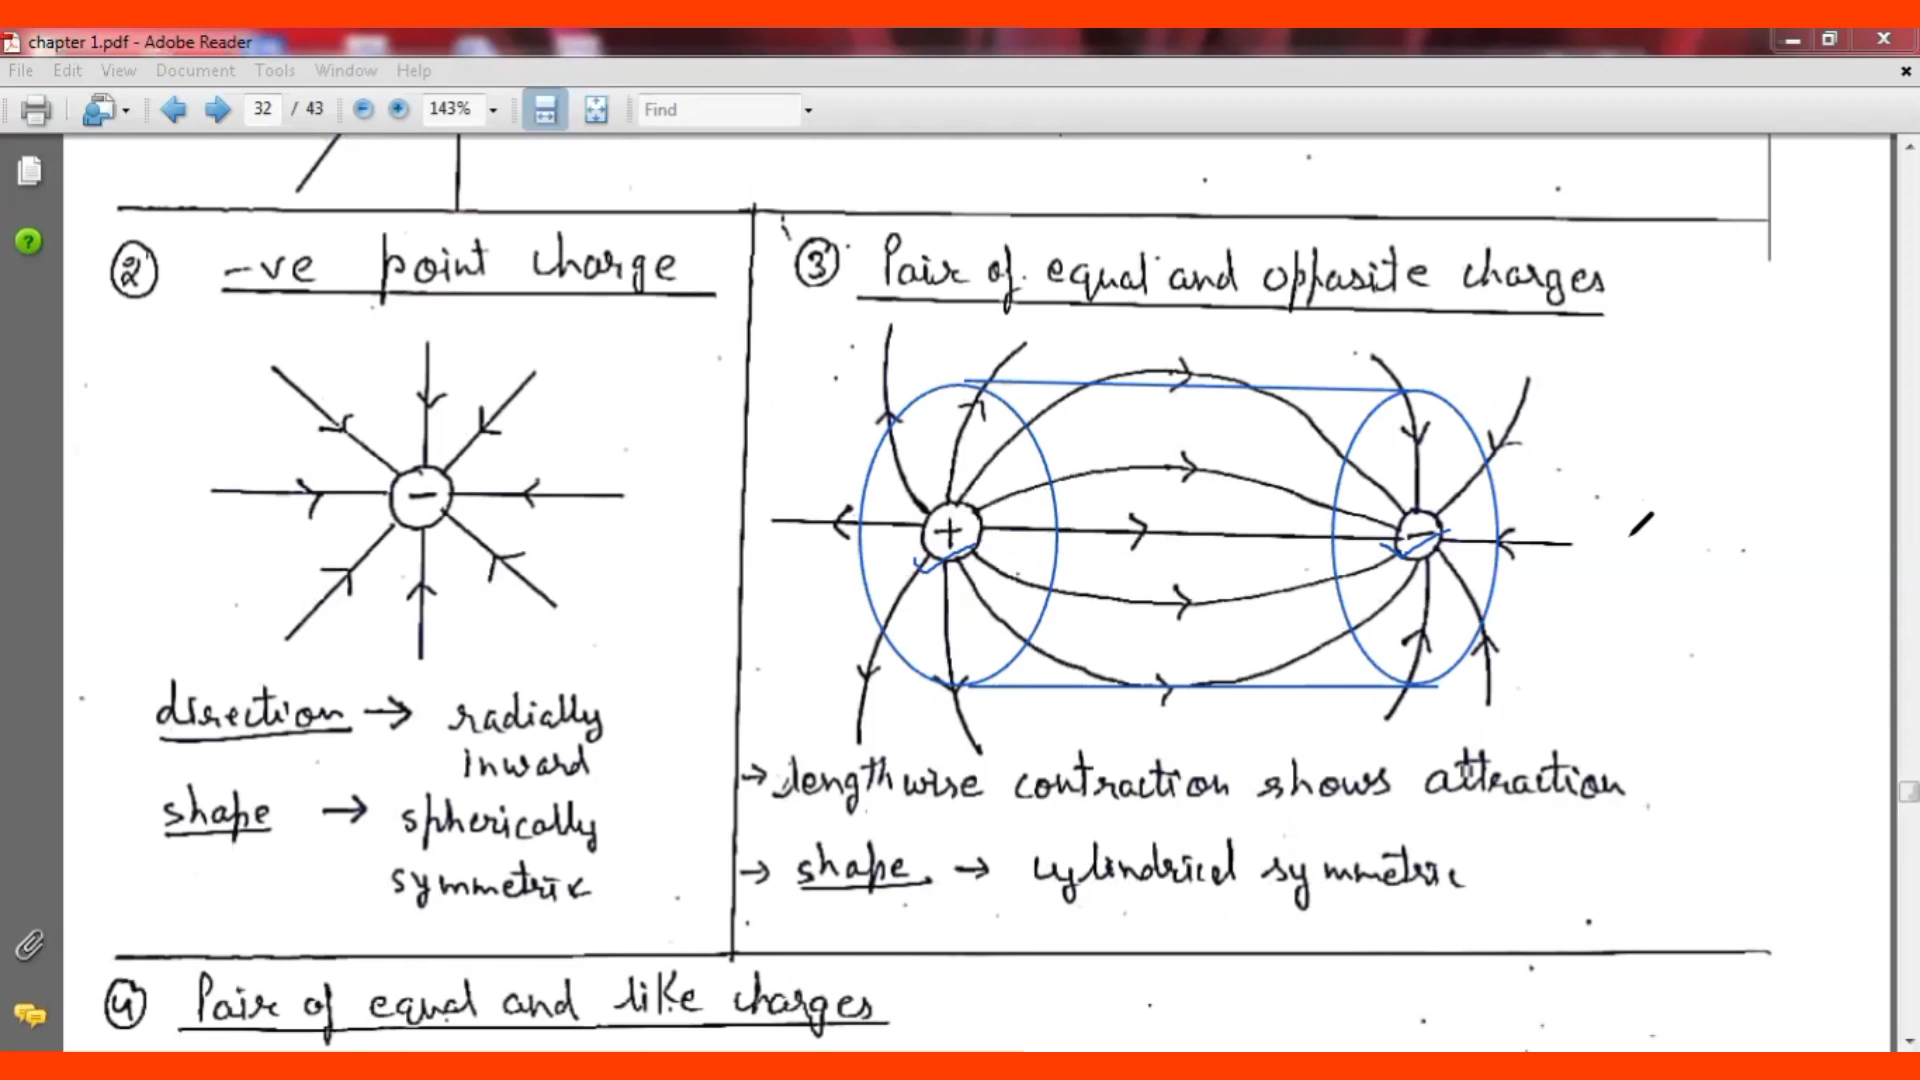 chapter 1.pdf - Adobe Reader
File Edit View Document Tools Window Help
32 / 43 143% Find
② -ve point charge
③ Pair of equal and opposite charges
-
+
-
direction → radially
inward
shape → spherically
symmetric
→ lengthwise contraction shows attraction
→ shape → cylindrical symmetric
④ Pair of equal and like charges